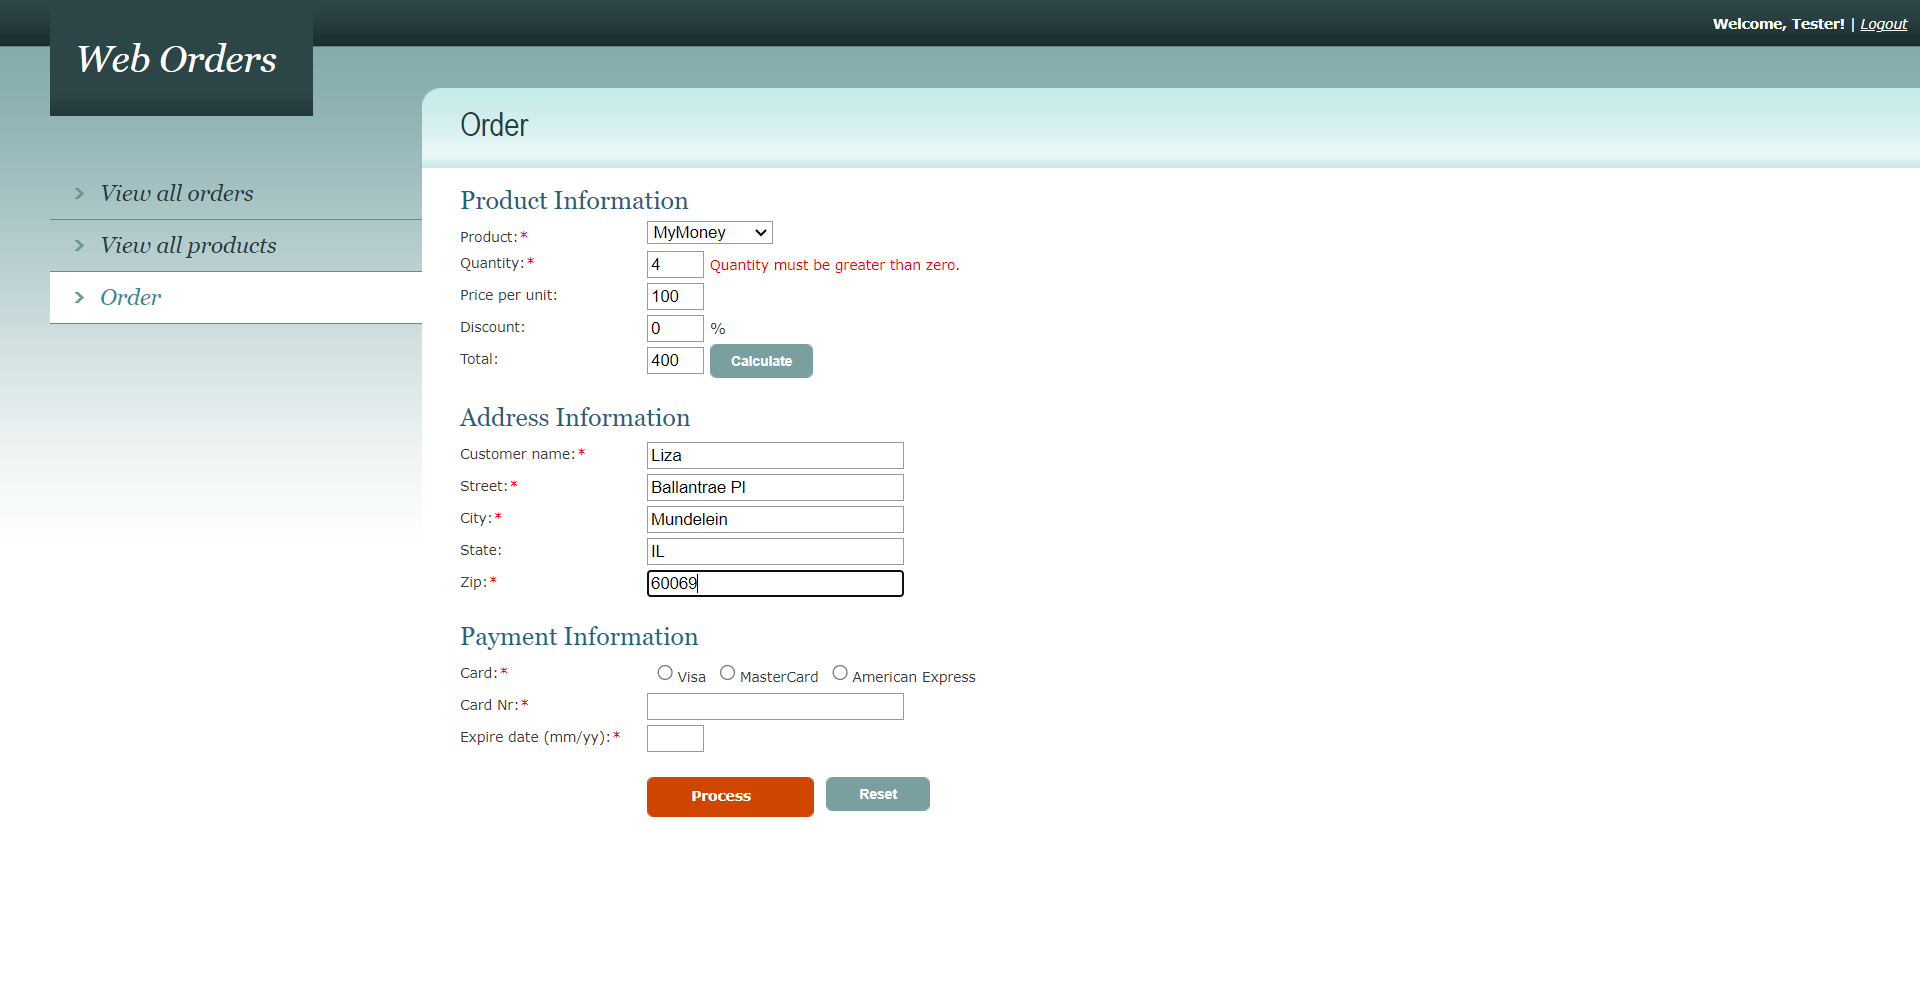 Welcome, Tester! | Logout
Web Orders
Order
View all orders
View all products
Order
Product Information
Product:* MyMoney
Quantity:* 4 Quantity must be greater than zero.
Price per unit: 100
Discount: 0 %
Total: 400 Calculate
Address Information
Customer name:* Liza
Street:* Ballantrae Pl
City:* Mundelein
State: IL
Zip:* 60069
Payment Information
Card:* Visa MasterCard American Express
Card Nr:*
Expire date (mm/yy):*
Process Reset